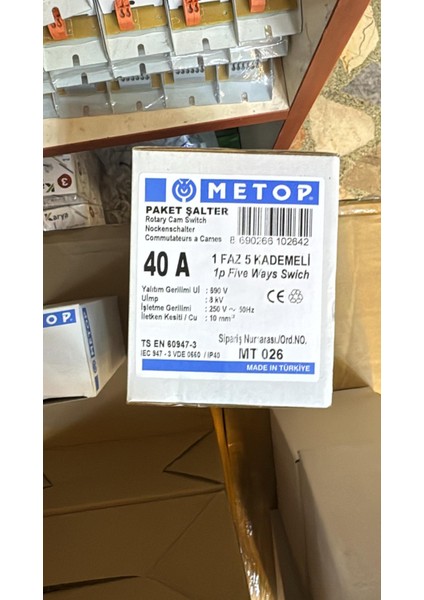 METOP
PAKET ŞALTER
Rotary Cam Switch
Nockenschalter
Commutateurs a Cames
8 690266 102642
40 A
1 FAZ 5 KADEMELİ
1p Five Ways Swich
Yalıtım Gerilimi Ui : 690 V
Uimp : 8 kV
İşletme Gerilimi : 250 V ~ 50Hz
İletken Kesiti / Cu : 10 mm²
CE
TS EN 60947-3
IEC 947 - 3 VDE 0660 / IP40
Sipariş Numarası/Ord.NO.
MT 026
MADE IN TÜRKİYE
METOP
Karya